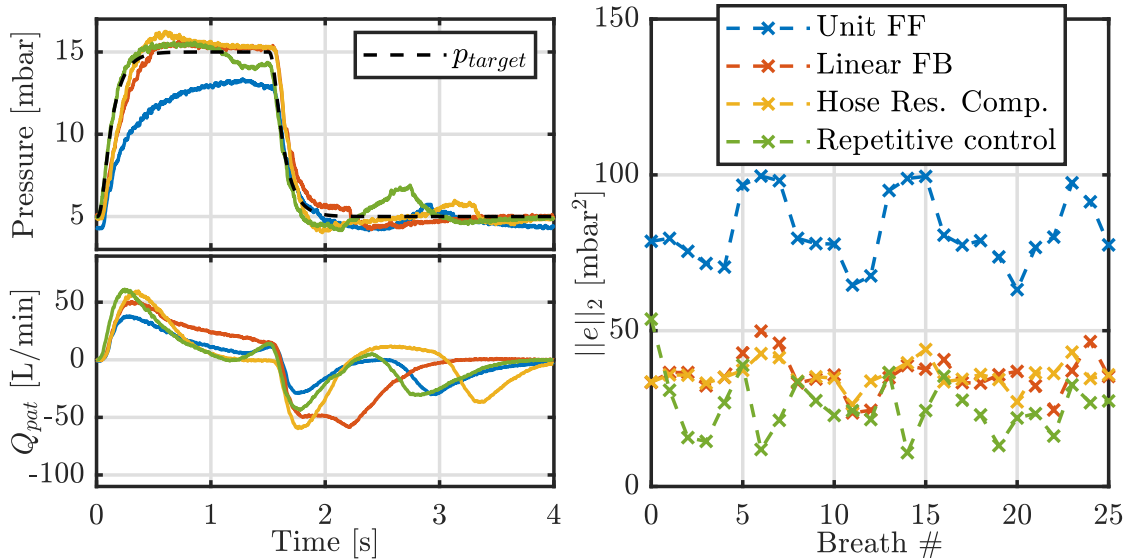 Pressure [mbar]
15
10
5
p_target
Q_pat [L/min]
50
0
-50
-100
0 1 2 3 4
Time [s]
||e||_2 [mbar²]
150
100
50
0
Unit FF
Linear FB
Hose Res. Comp.
Repetitive control
0 5 10 15 20 25
Breath #